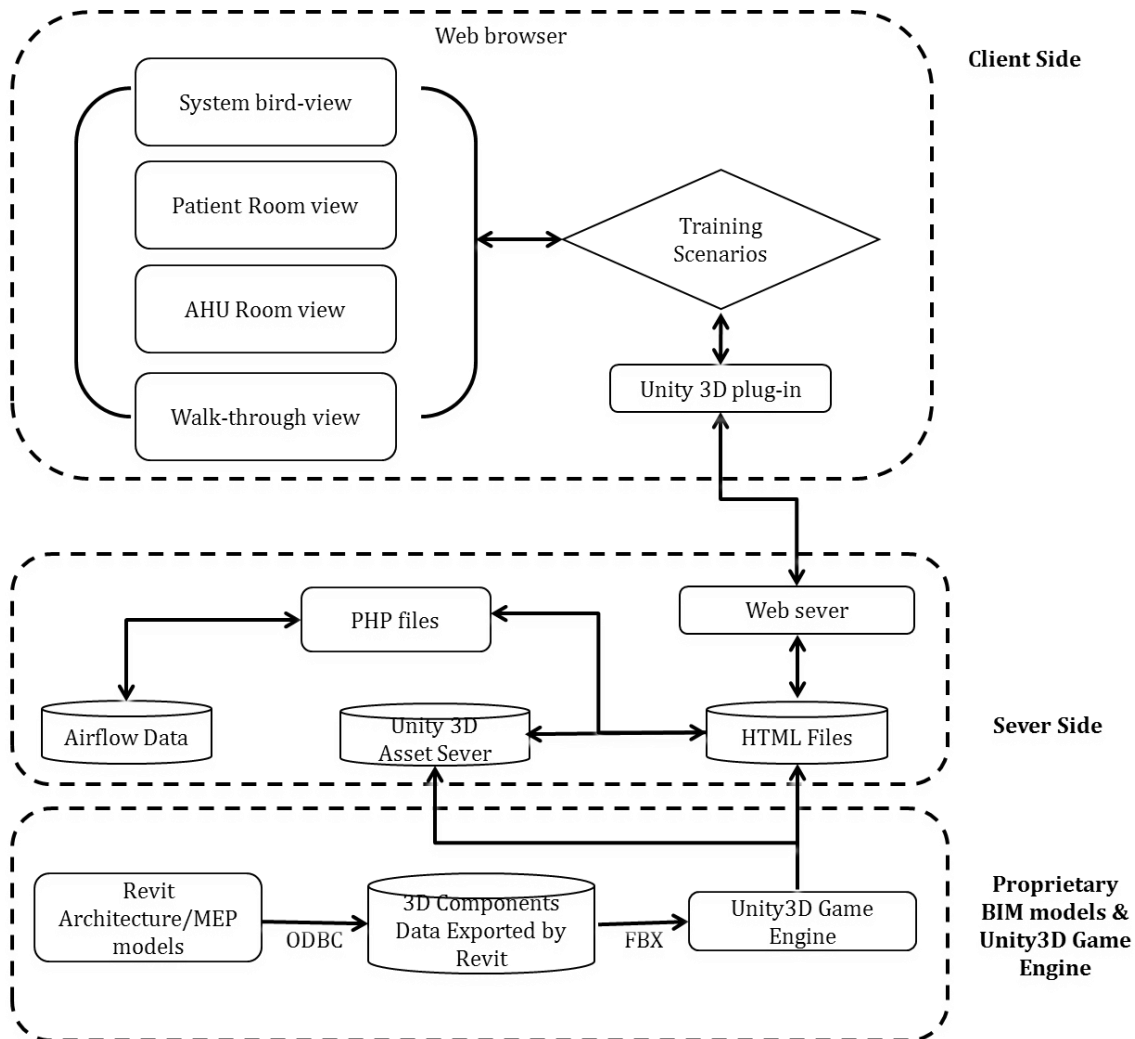 Web browser
Client Side
System bird-view
Patient Room view
Training
Scenarios
AHU Room view
Unity 3D plug-in
Walk-through view
PHP files
Web sever
Airflow Data
Unity 3D
Asset Sever
HTML Files
Sever Side
Revit
Architecture/MEP
models
ODBC
3D Components
Data Exported by
Revit
FBX
Unity3D Game
Engine
Proprietary
BIM models &
Unity3D Game
Engine